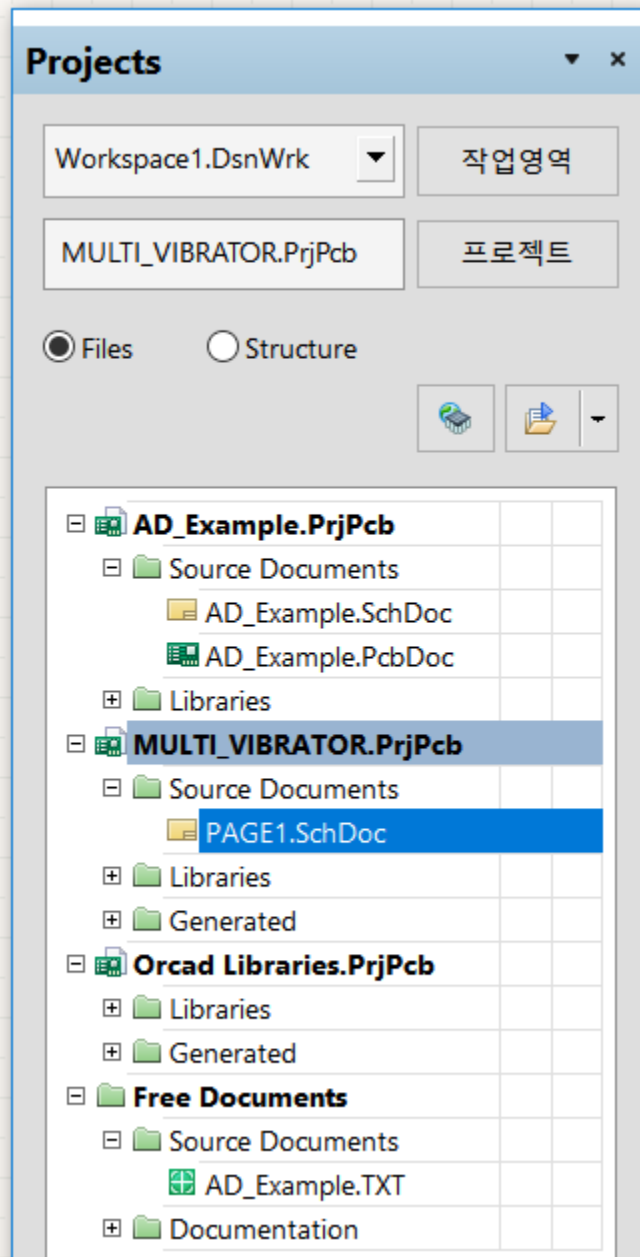 Projects
Workspace1.DsnWrk 작업영역
MULTI_VIBRATOR.PrjPcb 프로젝트
Files Structure
AD_Example.PrjPcb
Source Documents
AD_Example.SchDoc
AD_Example.PcbDoc
Libraries
MULTI_VIBRATOR.PrjPcb
Source Documents
PAGE1.SchDoc
Libraries
Generated
Orcad Libraries.PrjPcb
Libraries
Generated
Free Documents
Source Documents
AD_Example.TXT
Documentation